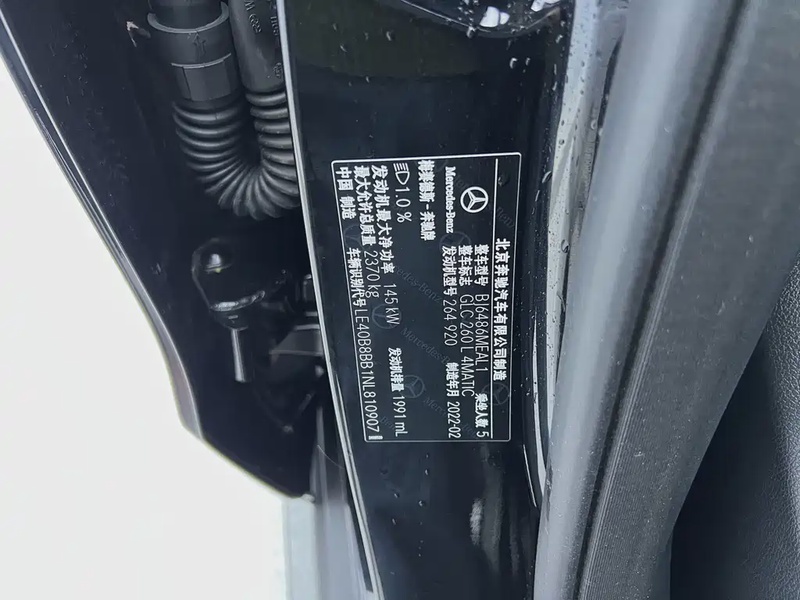 北京奔驰汽车有限公司制造
Mercedes-Benz
整车型号 BJ6486MEAL1 乘坐人数 5
整车标志 GLC 260 L 4MATIC
发动机型号 264 920 制造年月 2022-02
梅赛德斯-奔驰牌
1.0 %
发动机最大净功率 145 kW 发动机排量 1991 mL
最大允许总质量 2370 kg
中国 制造 车辆识别代号 LE40B8BB1NL810907